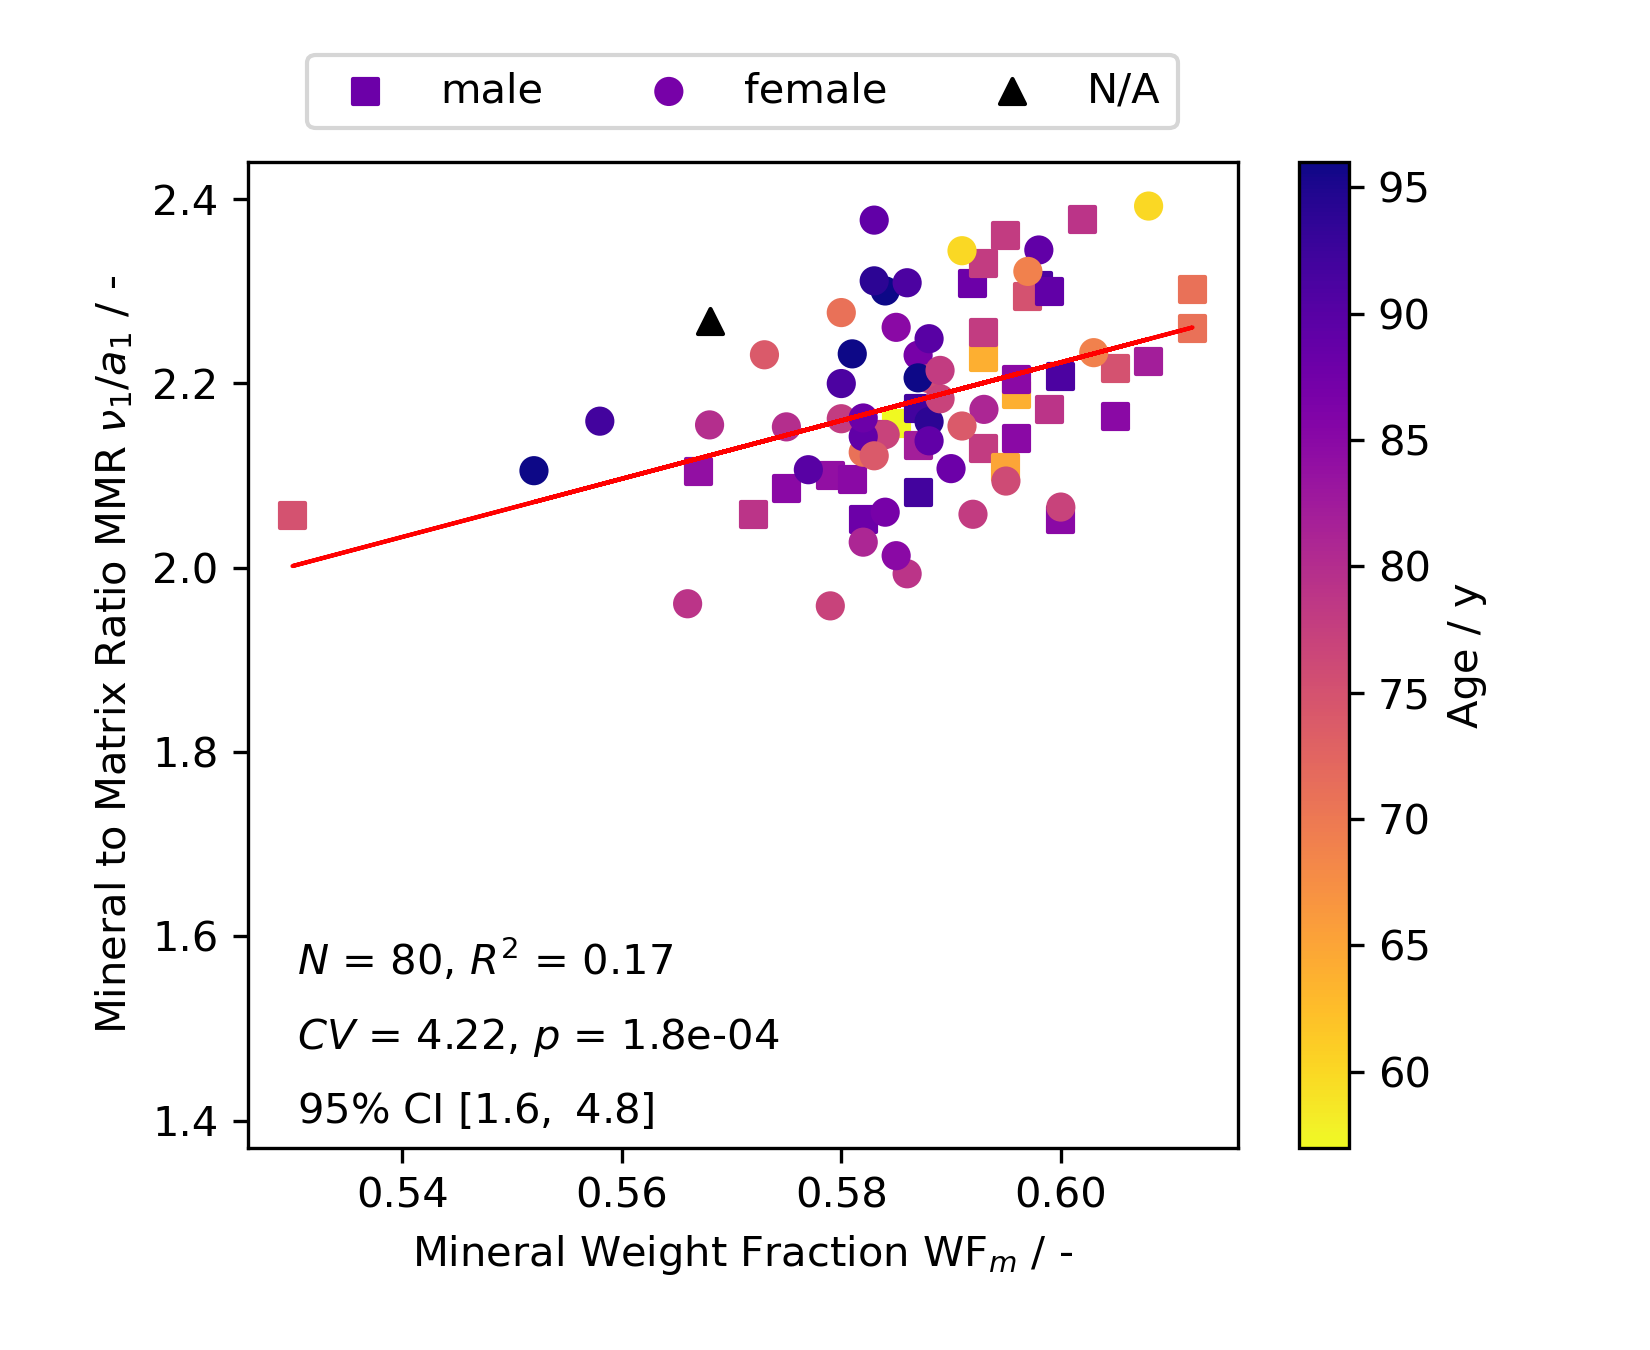 male female N/A
2.4
2.2
2.0
1.8
1.6
1.4
Mineral to Matrix Ratio MMR ν₁/a₁ / -
N = 80, R² = 0.17
CV = 4.22, p = 1.8e-04
95% CI [1.6, 4.8]
0.54 0.56 0.58 0.60
Mineral Weight Fraction WFₘ / -
95
90
85
80
75
70
65
60
Age / y